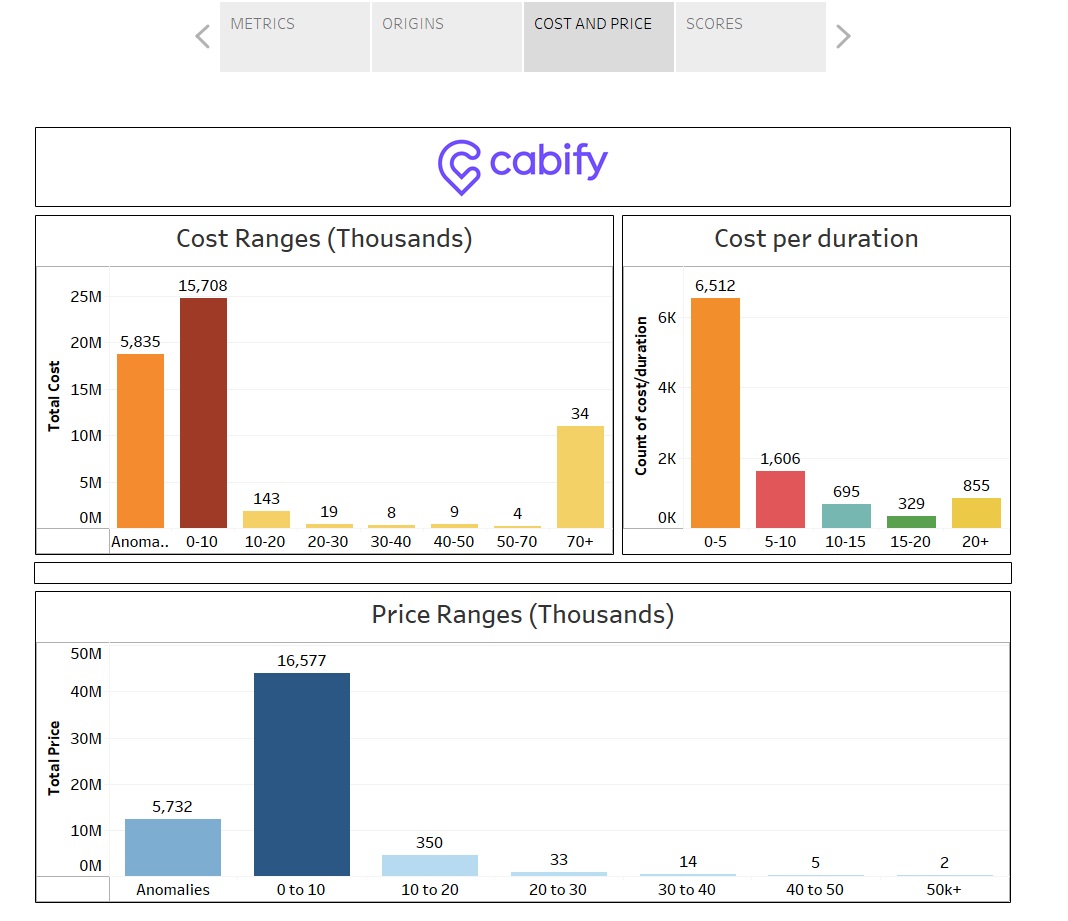 METRICS
ORIGINS
COST AND PRICE
SCORES
cabify
Cost Ranges (Thousands)
Total Cost
25M
20M
15M
10M
5M
0M
5,835
15,708
143
19
8
9
4
34
Anoma..
0-10
10-20
20-30
30-40
40-50
50-70
70+
Cost per duration
Count of cost/duration
6K
4K
2K
0K
6,512
1,606
695
329
855
0-5
5-10
10-15
15-20
20+
Price Ranges (Thousands)
Total Price
50M
40M
30M
20M
10M
0M
5,732
16,577
350
33
14
5
2
Anomalies
0 to 10
10 to 20
20 to 30
30 to 40
40 to 50
50k+